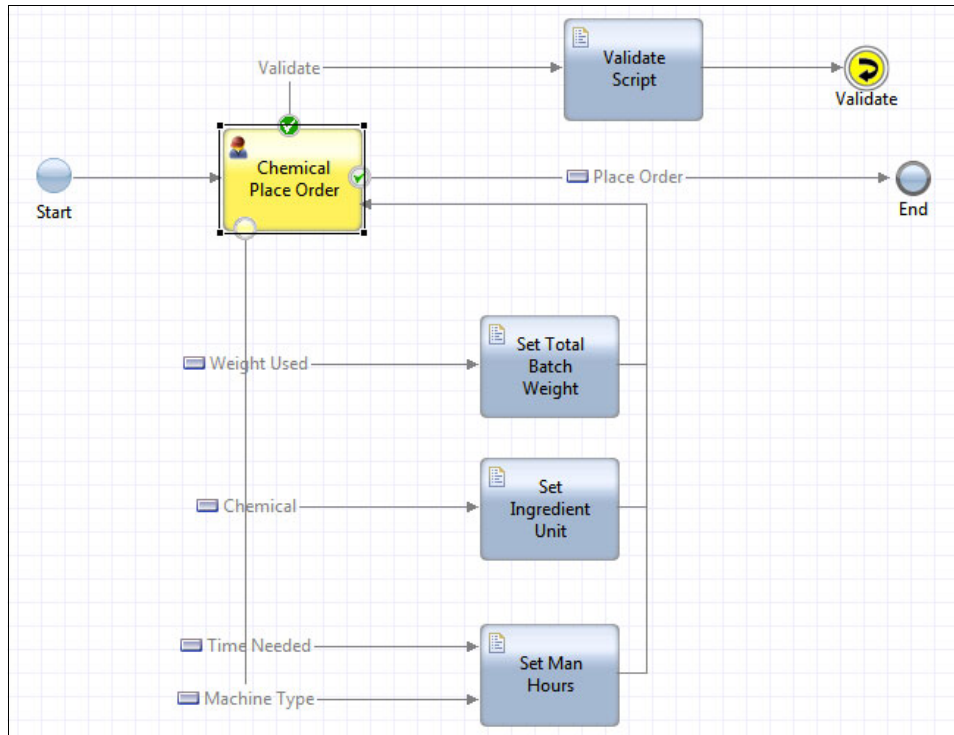 Validate
Validate
Script
Validate
Chemical
Place Order
Place Order
Start
End
Weight Used
Set Total
Batch
Weight
Chemical
Set
Ingredient
Unit
Time Needed
Set Man
Hours
Machine Type